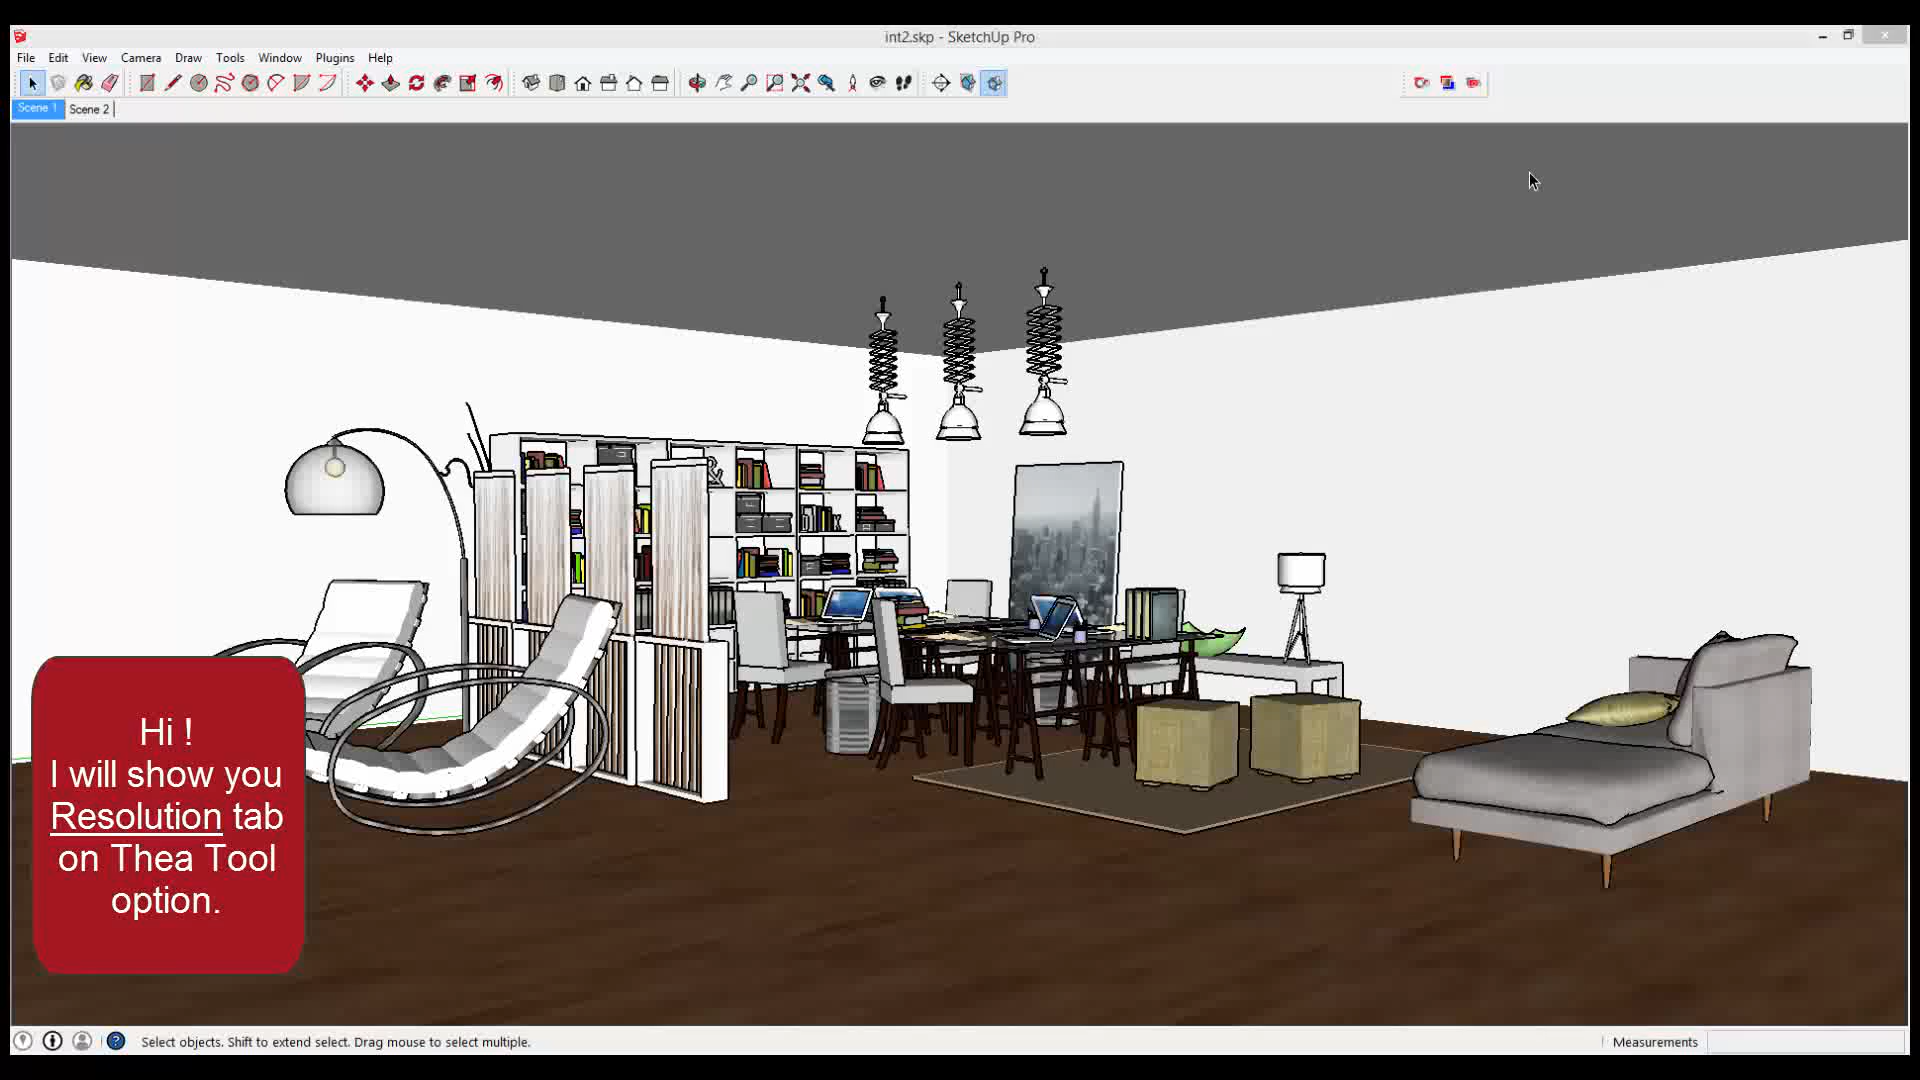 int2.skp - SketchUp Pro
File Edit View Camera Draw Tools Window Plugins Help
Scene 1 Scene 2
Hi !
I will show you
Resolution tab
on Thea Tool
option.
Select objects. Shift to extend select. Drag mouse to select multiple.
Measurements